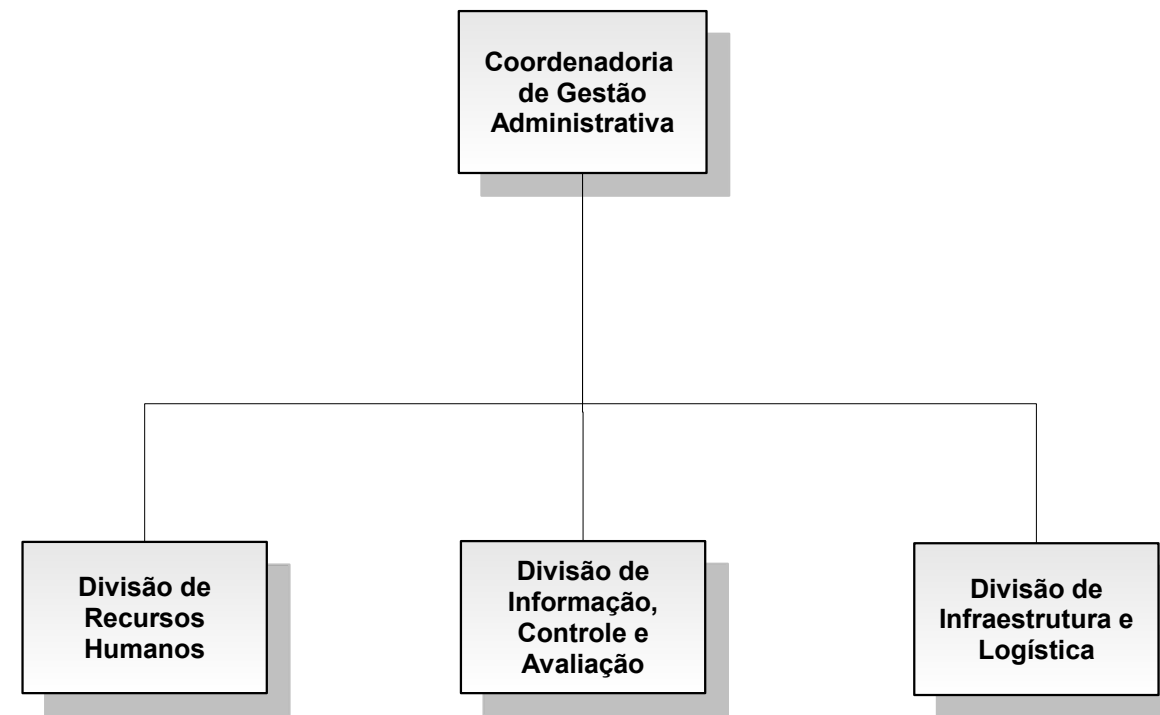 Coordenadoria
de Gestão
Administrativa
Divisão de
Recursos
Humanos
Divisão de
Informação,
Controle e
Avaliação
Divisão de
Infraestrutura e
Logística